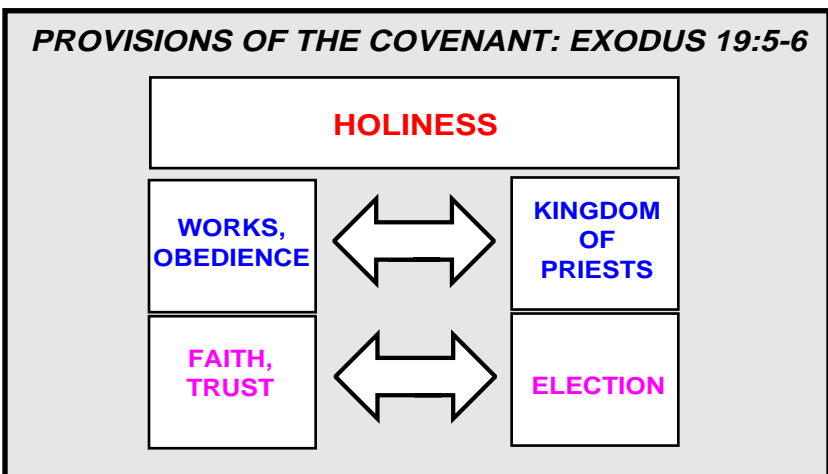 PROVISIONS OF THE COVENANT: EXODUS 19:5-6
HOLINESS
WORKS,
OBEDIENCE
KINGDOM
OF
PRIESTS
FAITH,
TRUST
ELECTION